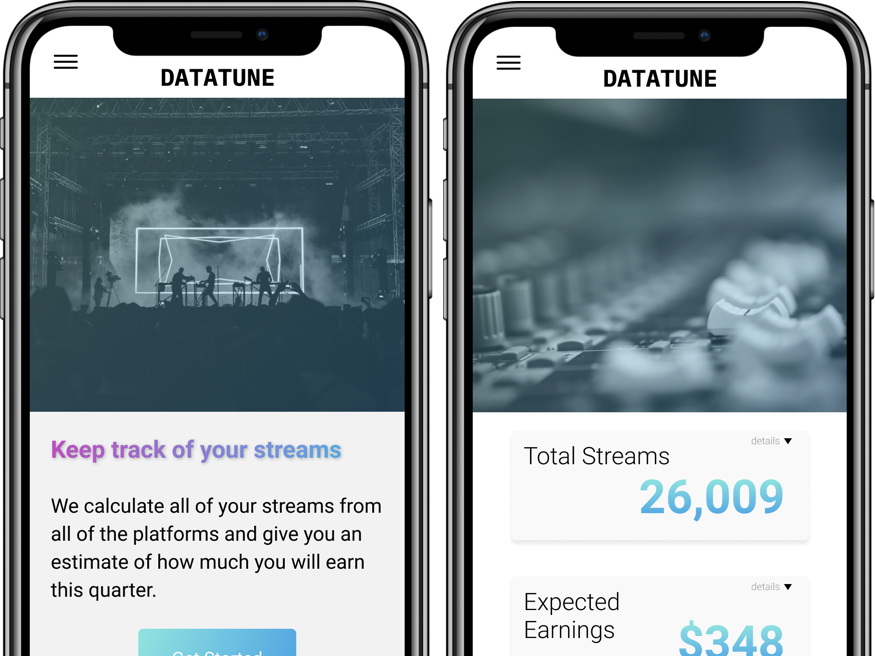 DATATUNE
Keep track of your streams
We calculate all of your streams from
all of the platforms and give you an
estimate of how much you will earn
this quarter.
Get Started
DATATUNE
details
Total Streams
26,009
details
Expected
Earnings
$348